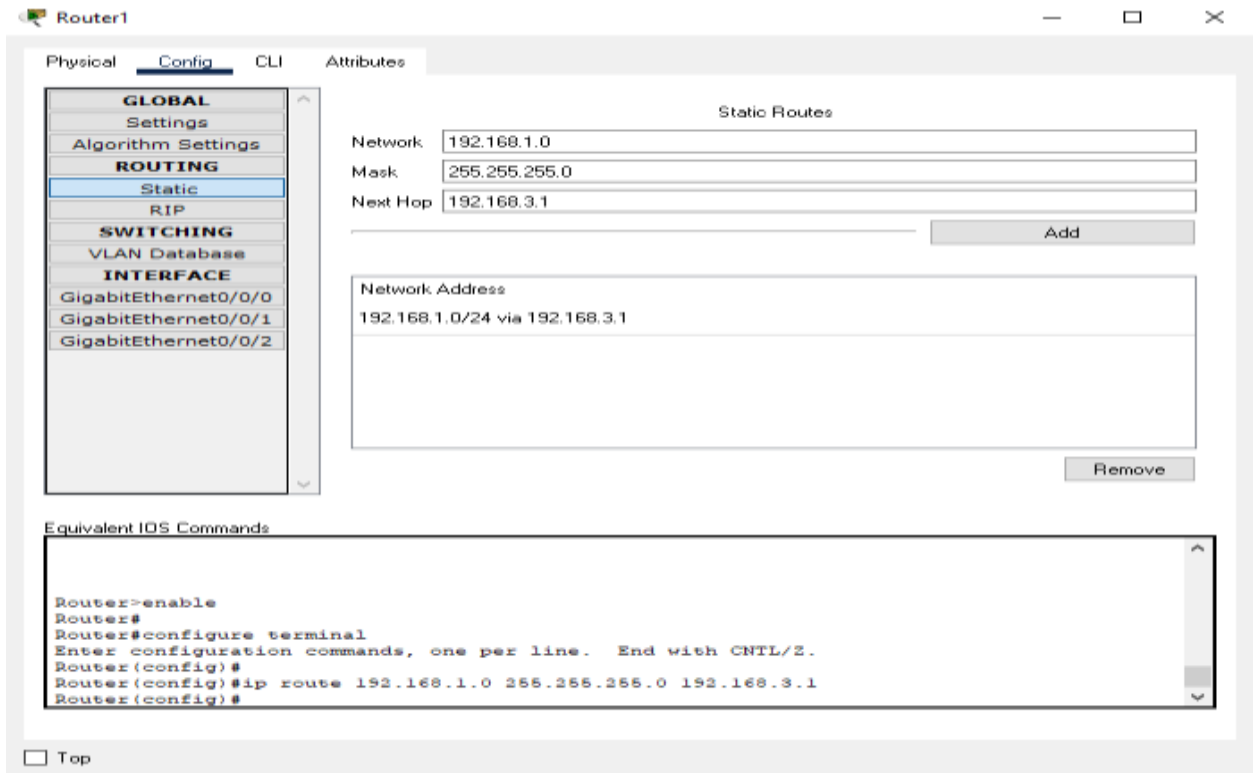 Router1
Physical Config CLI Attributes
GLOBAL
Settings
Algorithm Settings
ROUTING
Static
RIP
SWITCHING
VLAN Database
INTERFACE
GigabitEthernet0/0/0
GigabitEthernet0/0/1
GigabitEthernet0/0/2
Static Routes
Network 192.168.1.0
Mask 255.255.255.0
Next Hop 192.168.3.1
Add
Network Address
192.168.1.0/24 via 192.168.3.1
Remove
Equivalent IOS Commands
Router>enable
Router#
Router#configure terminal
Enter configuration commands, one per line. End with CNTL/Z.
Router(config)#
Router(config)#ip route 192.168.1.0 255.255.255.0 192.168.3.1
Router(config)#
Top